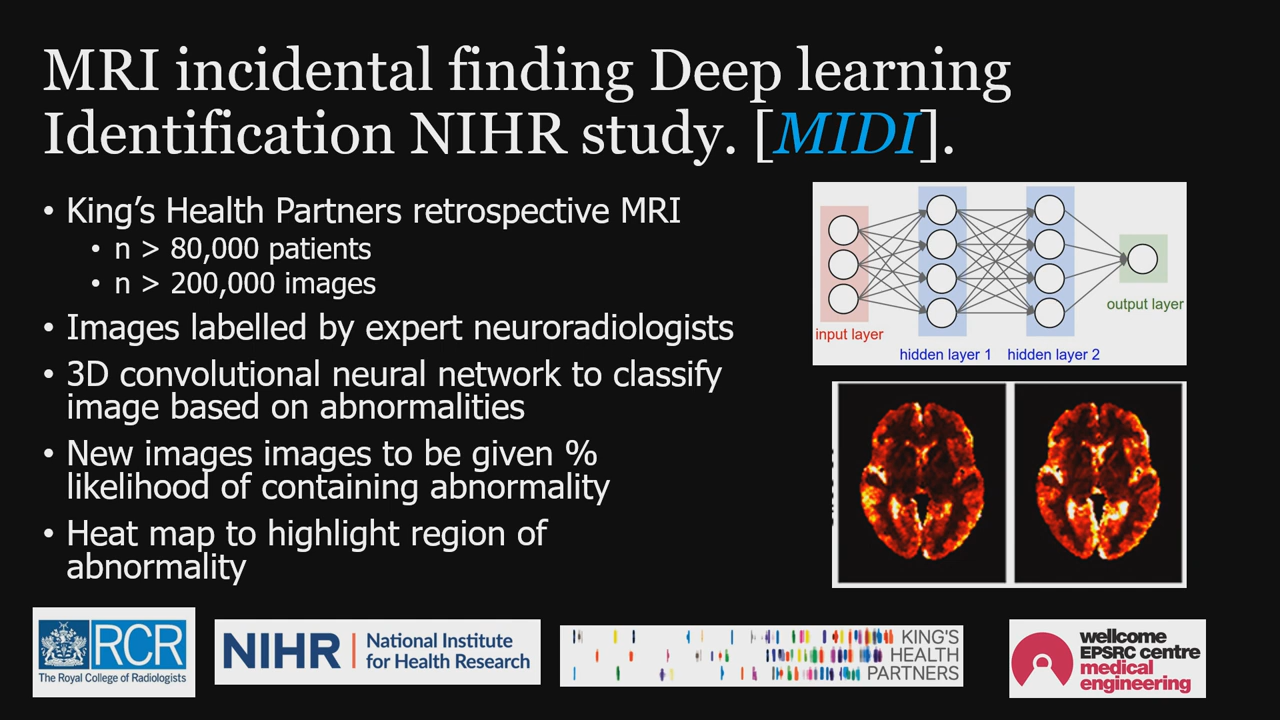 MRI incidental finding Deep learning
Identification NIHR study. [MIDI].
• King’s Health Partners retrospective MRI
• n > 80,000 patients
• n > 200,000 images
• Images labelled by expert neuroradiologists
• 3D convolutional neural network to classify
image based on abnormalities
• New images images to be given %
likelihood of containing abnormality
• Heat map to highlight region of
abnormality
input layer
hidden layer 1
hidden layer 2
output layer
RCR
The Royal College of Radiologists
NIHR | National Institute
for Health Research
KING'S
HEALTH
PARTNERS
wellcome
EPSRC centre
medical
engineering